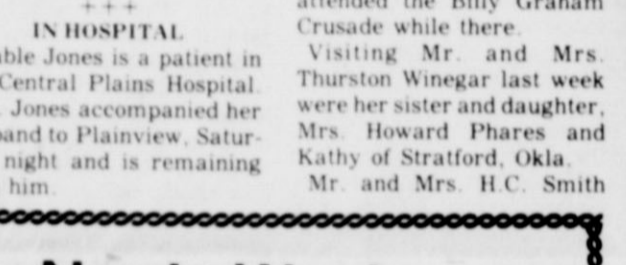 + + +
IN HOSPITAL
Jones is a patient in
Central Plains Hospital.
Jones accompanied her
to Plainview, Satur-
night and is remaining
him.
attended the Billy Graham
Crusade while there.
Visiting Mr. and Mrs.
Thurston Winegar last week
were her sister and daughter,
Mrs. Howard Phares and
Kathy of Stratford, Okla.
Mr. and Mrs. H.C. Smith